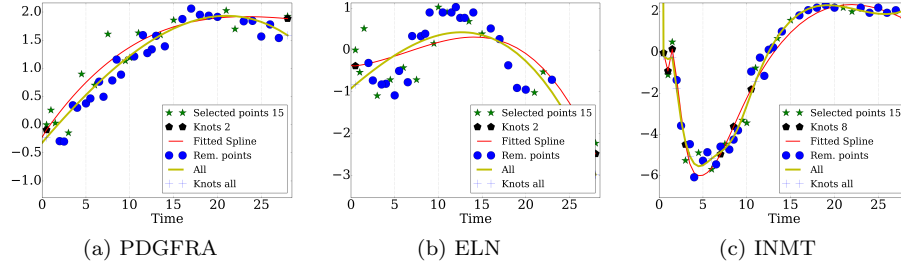 2.0
1.5
1.0
0.5
0.0
−0.5
−1.0
0 5 10 15 20 25
Time
Selected points 15
Knots 2
Fitted Spline
Rem. points
All
Knots all
(a) PDGFRA
1
0
−1
−2
−3
0 5 10 15 20 25
Time
Selected points 15
Knots 2
Fitted Spline
Rem. points
All
Knots all
(b) ELN
2
0
−2
−4
−6
0 5 10 15 20 25
Time
Selected points 15
Knots 8
Fitted Spline
Rem. points
All
Knots all
(c) INMT